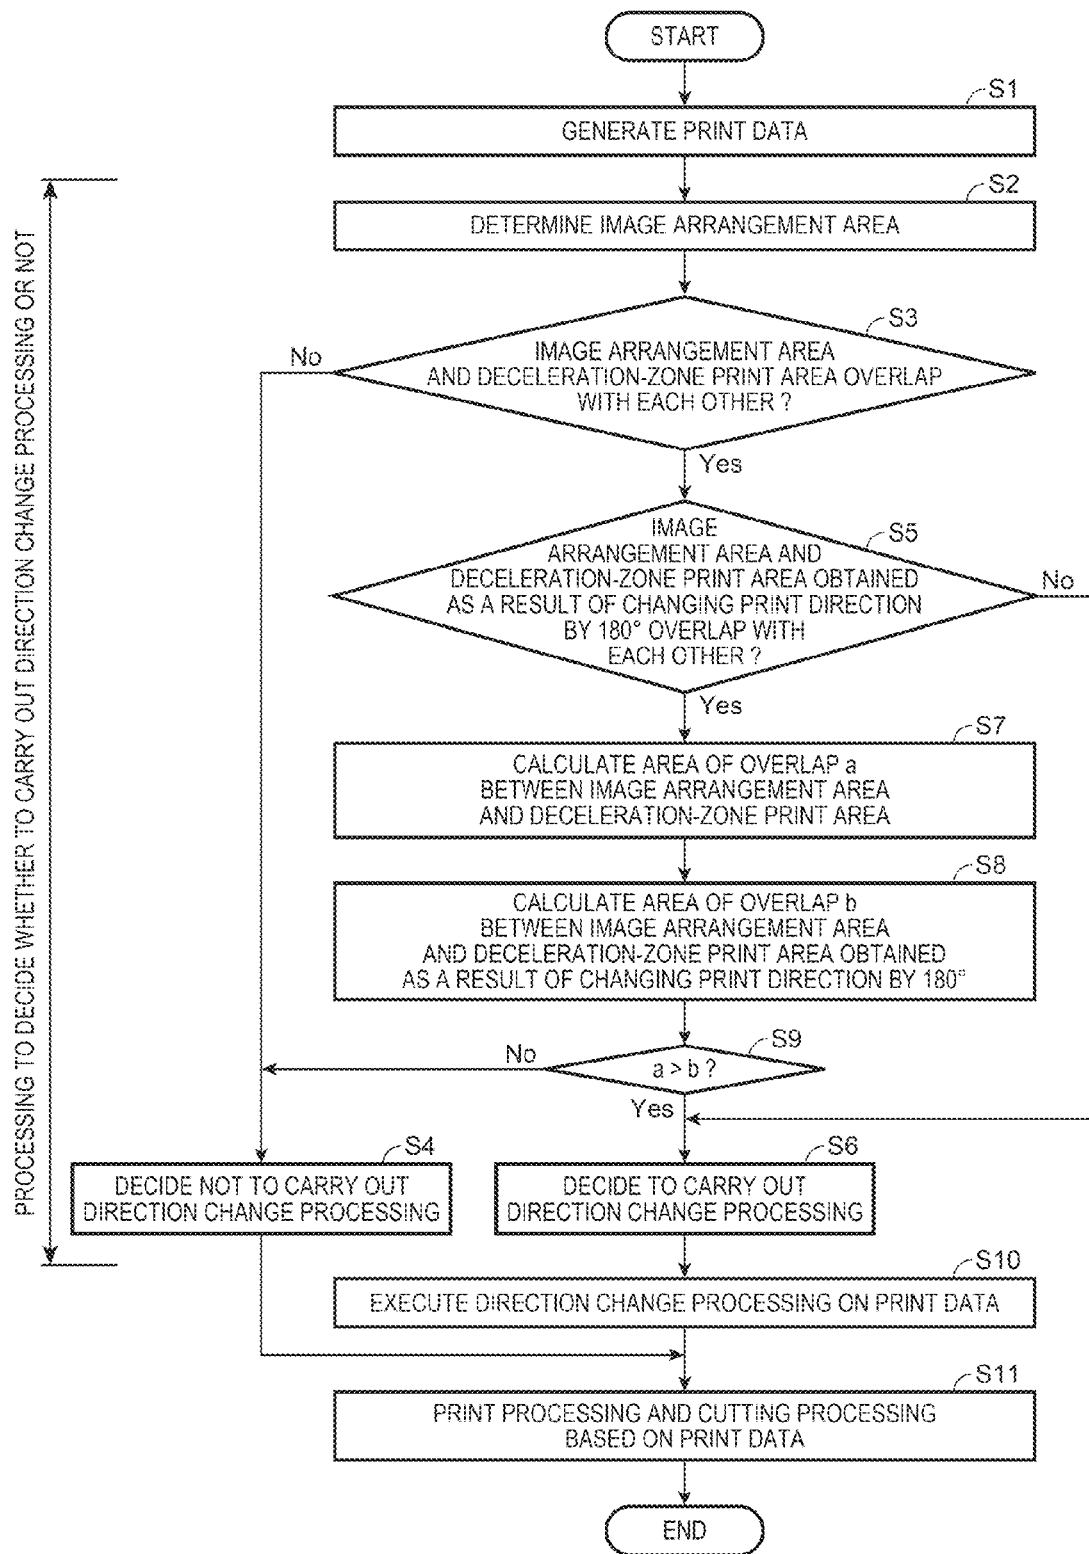 START
S1
GENERATE PRINT DATA
S2
DETERMINE IMAGE ARRANGEMENT AREA
S3
IMAGE ARRANGEMENT AREA
AND DECELERATION-ZONE PRINT AREA OVERLAP
WITH EACH OTHER ?
No
Yes
S5
IMAGE
ARRANGEMENT AREA AND
DECELERATION-ZONE PRINT AREA OBTAINED
AS A RESULT OF CHANGING PRINT DIRECTION
BY 180° OVERLAP WITH
EACH OTHER ?
No
Yes
S7
CALCULATE AREA OF OVERLAP a
BETWEEN IMAGE ARRANGEMENT AREA
AND DECELERATION-ZONE PRINT AREA
S8
CALCULATE AREA OF OVERLAP b
BETWEEN IMAGE ARRANGEMENT AREA
AND DECELERATION-ZONE PRINT AREA OBTAINED
AS A RESULT OF CHANGING PRINT DIRECTION BY 180°
S9
a > b ?
No
Yes
S4
DECIDE NOT TO CARRY OUT
DIRECTION CHANGE PROCESSING
S6
DECIDE TO CARRY OUT
DIRECTION CHANGE PROCESSING
PROCESSING TO DECIDE WHETHER TO CARRY OUT DIRECTION CHANGE PROCESSING OR NOT
S10
EXECUTE DIRECTION CHANGE PROCESSING ON PRINT DATA
S11
PRINT PROCESSING AND CUTTING PROCESSING
BASED ON PRINT DATA
END